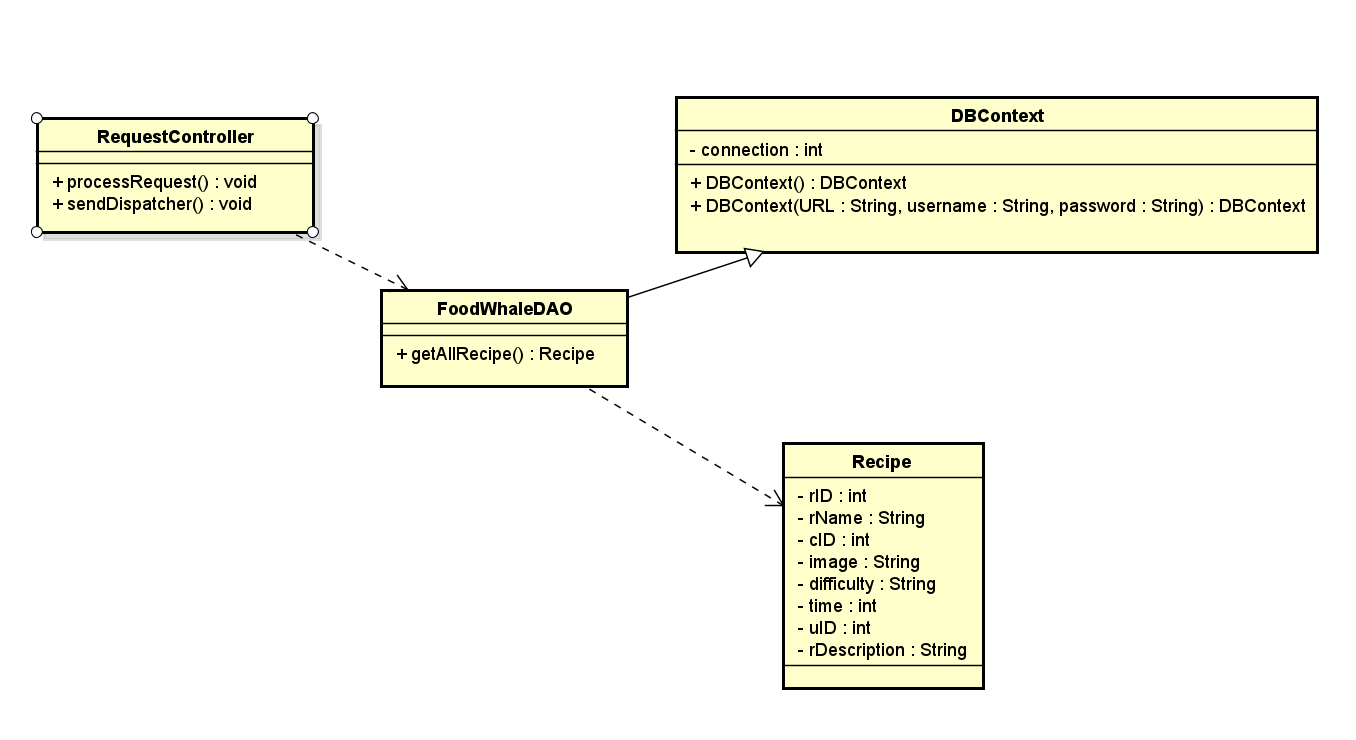 RequestController
+ processRequest() : void
+ sendDispatcher() : void
DBContext
- connection : int
+ DBContext() : DBContext
+ DBContext(URL : String, username : String, password : String) : DBContext
FoodWhaleDAO
+ getAllRecipe() : Recipe
Recipe
- rID : int
- rName : String
- cID : int
- image : String
- difficulty : String
- time : int
- uID : int
- rDescription : String